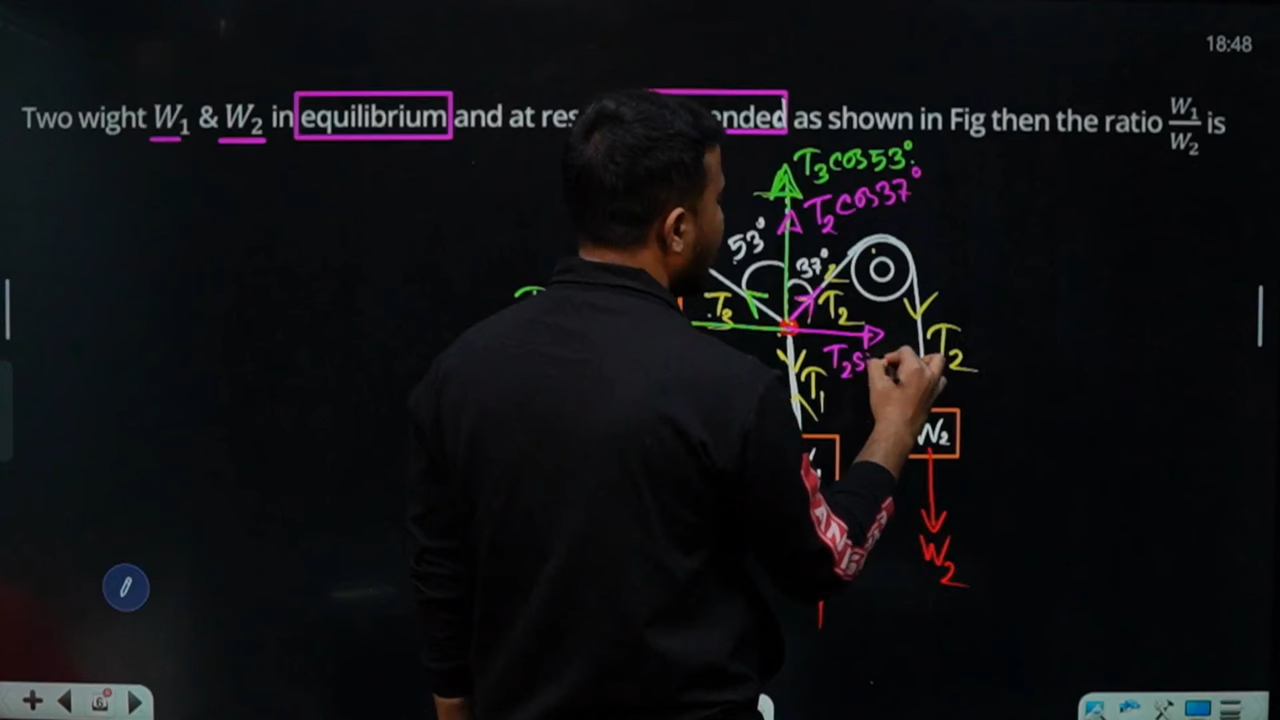 18:48
Two wight W₁ & W₂ in equilibrium and at res ended as shown in Fig then the ratio W₁/W₂ is
T₃cos53°
T₂cos37°
53°
37°
T₃
T₂
T₂
T₂s
T₁
W₂
W₂